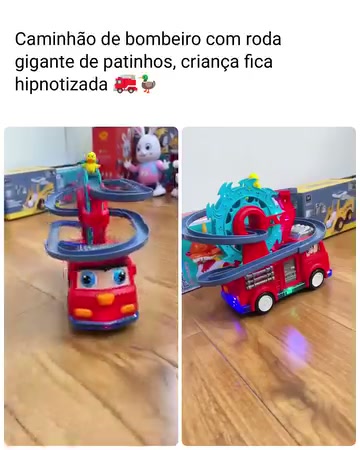 Caminhão de bombeiro com roda
gigante de patinhos, criança fica
hipnotizada 🚒🦆